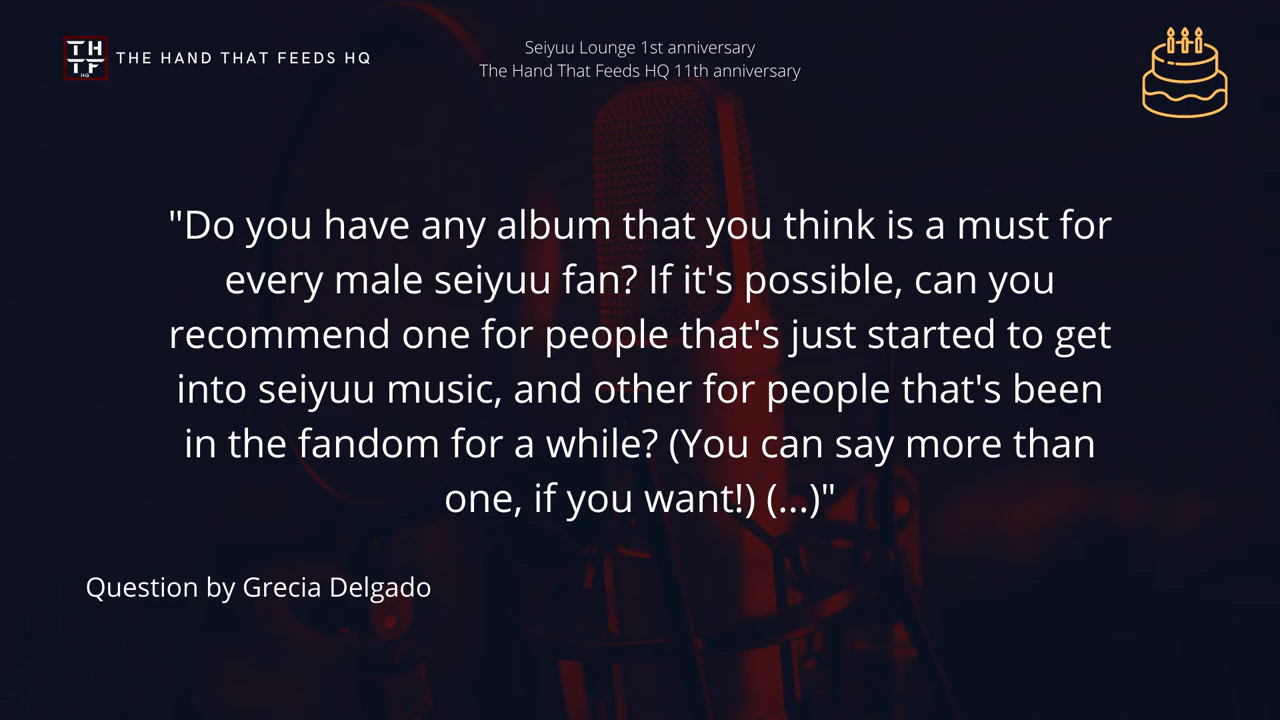 TH
TF
HQ
THE HAND THAT FEEDS HQ
Seiyuu Lounge 1st anniversary
The Hand That Feeds HQ 11th anniversary
"Do you have any album that you think is a must for
every male seiyuu fan? If it's possible, can you
recommend one for people that's just started to get
into seiyuu music, and other for people that's been
in the fandom for a while? (You can say more than
one, if you want!) (...)"
Question by Grecia Delgado